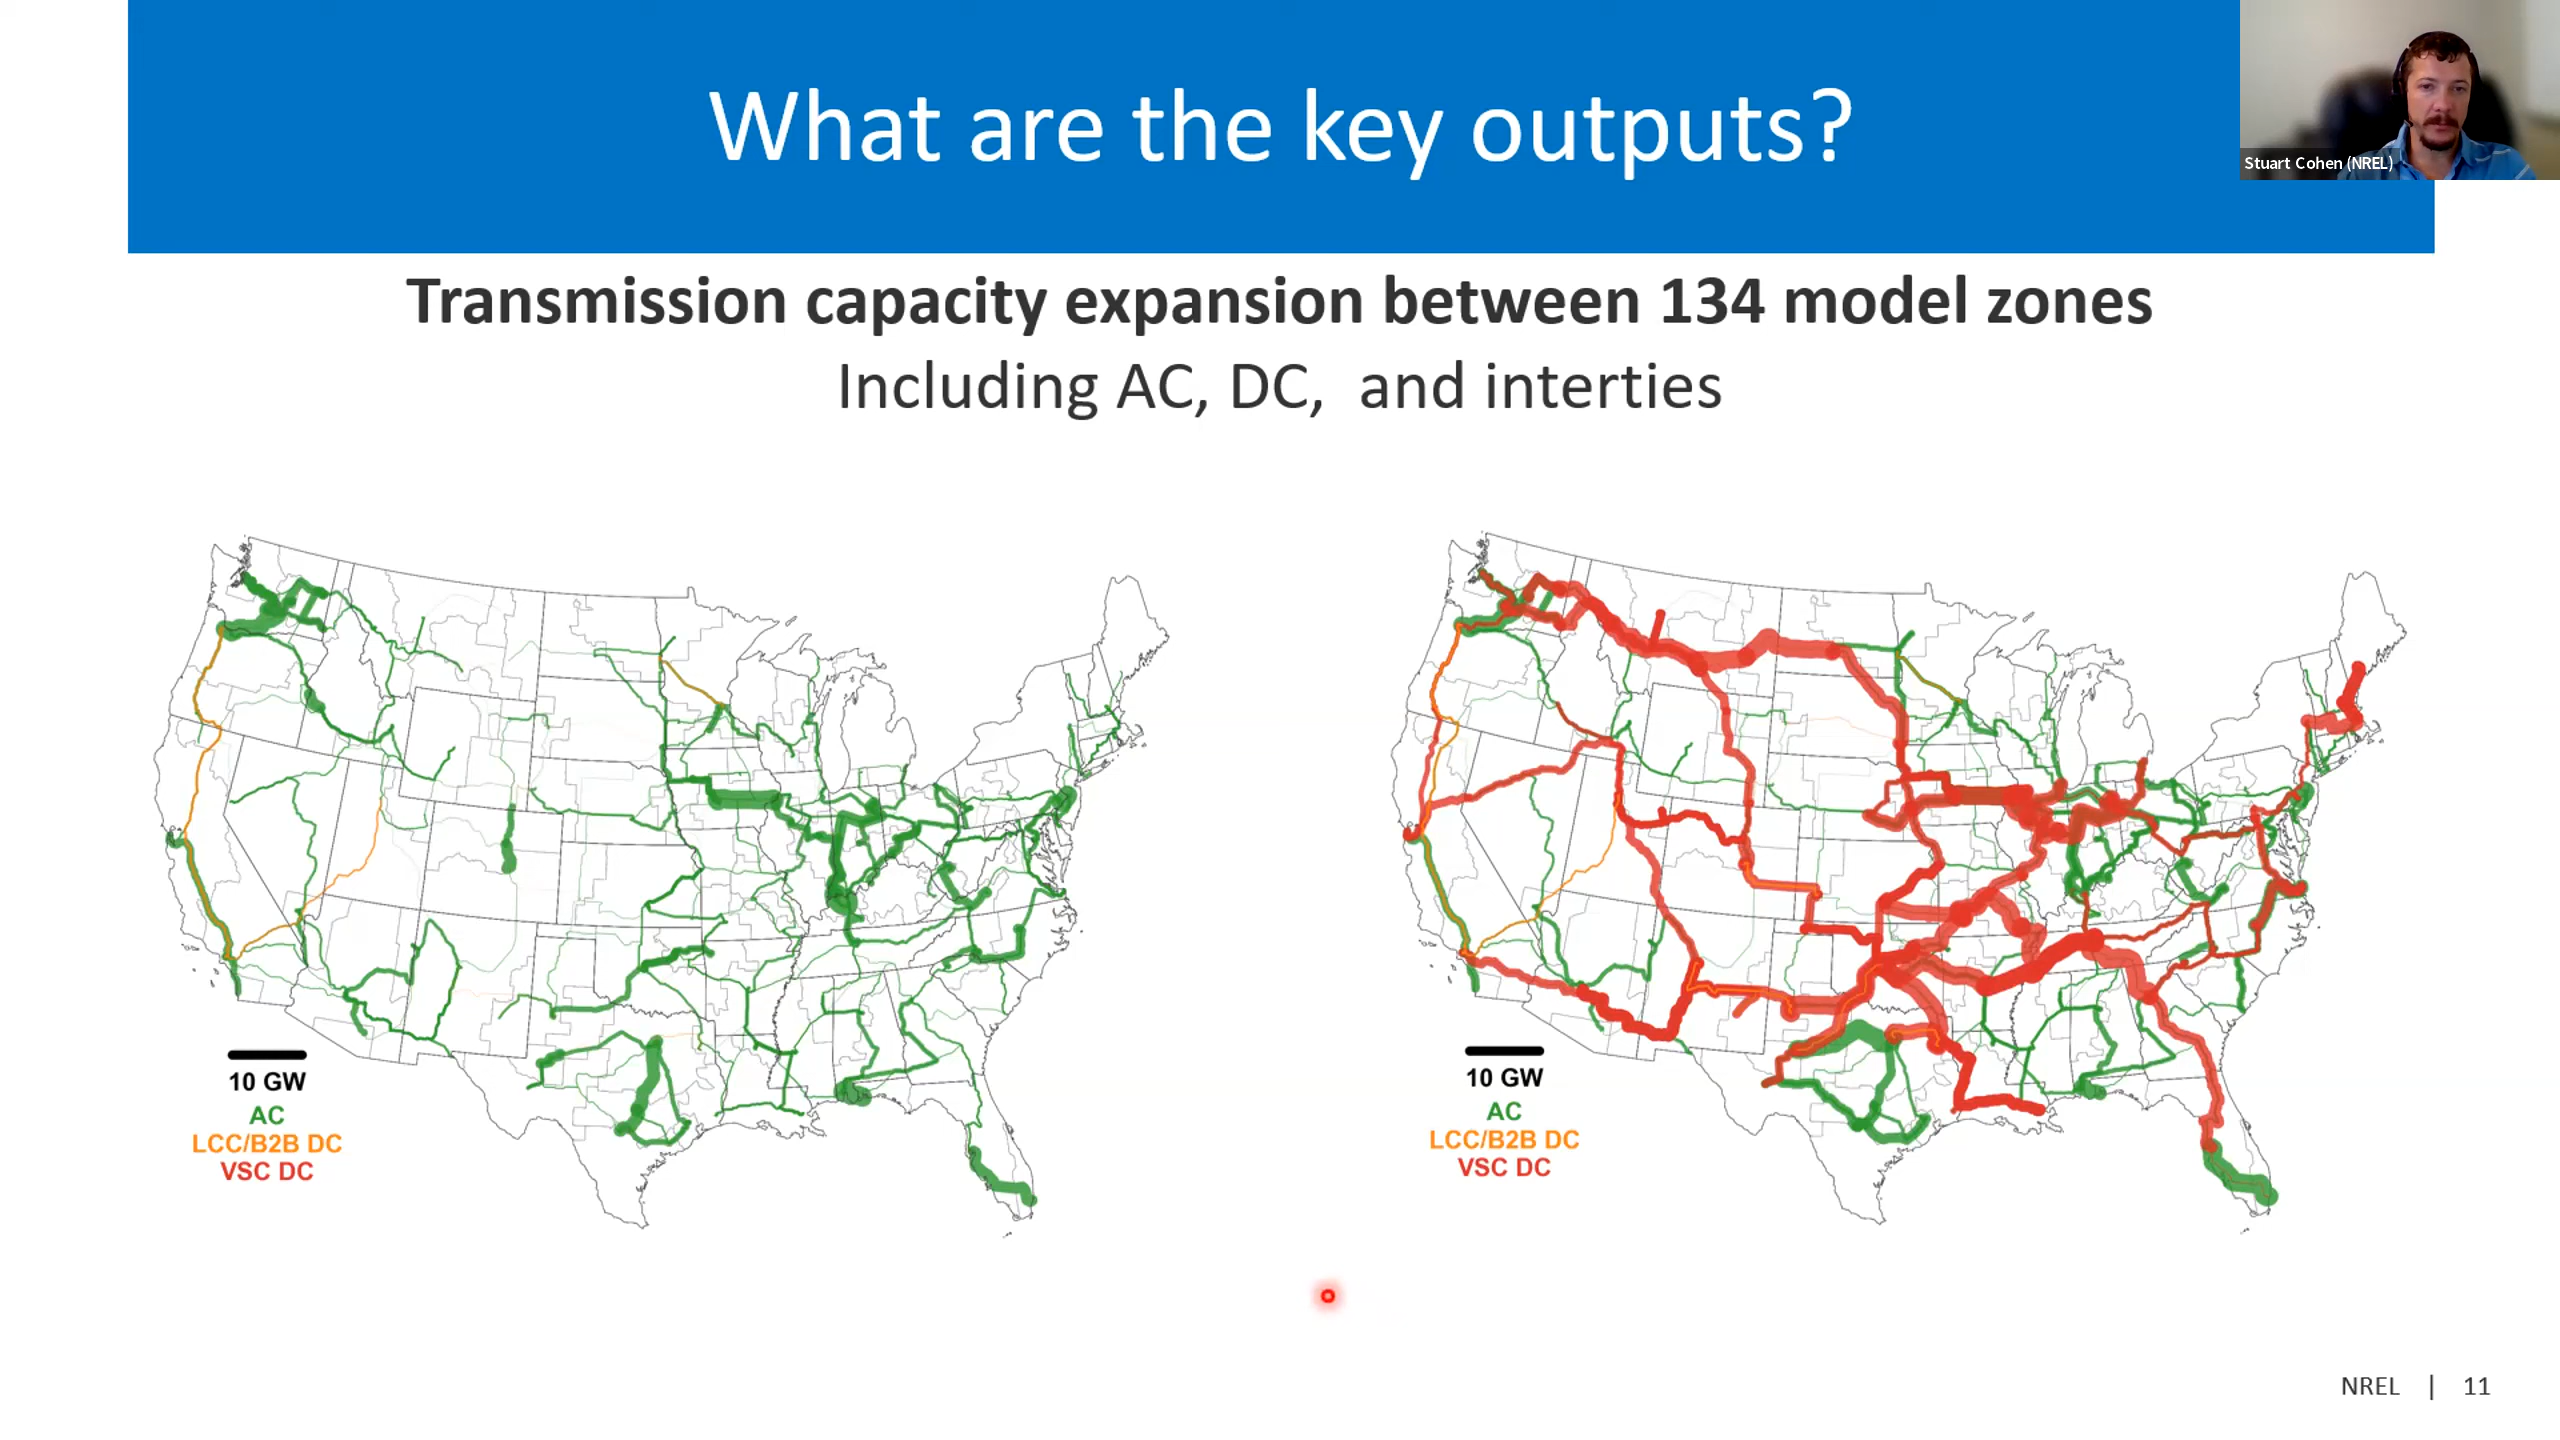 What are the key outputs?
Stuart Cohen (NREL)
Transmission capacity expansion between 134 model zones
Including AC, DC,  and interties
10 GW
AC
LCC/B2B DC
VSC DC
10 GW
AC
LCC/B2B DC
VSC DC
NREL | 11